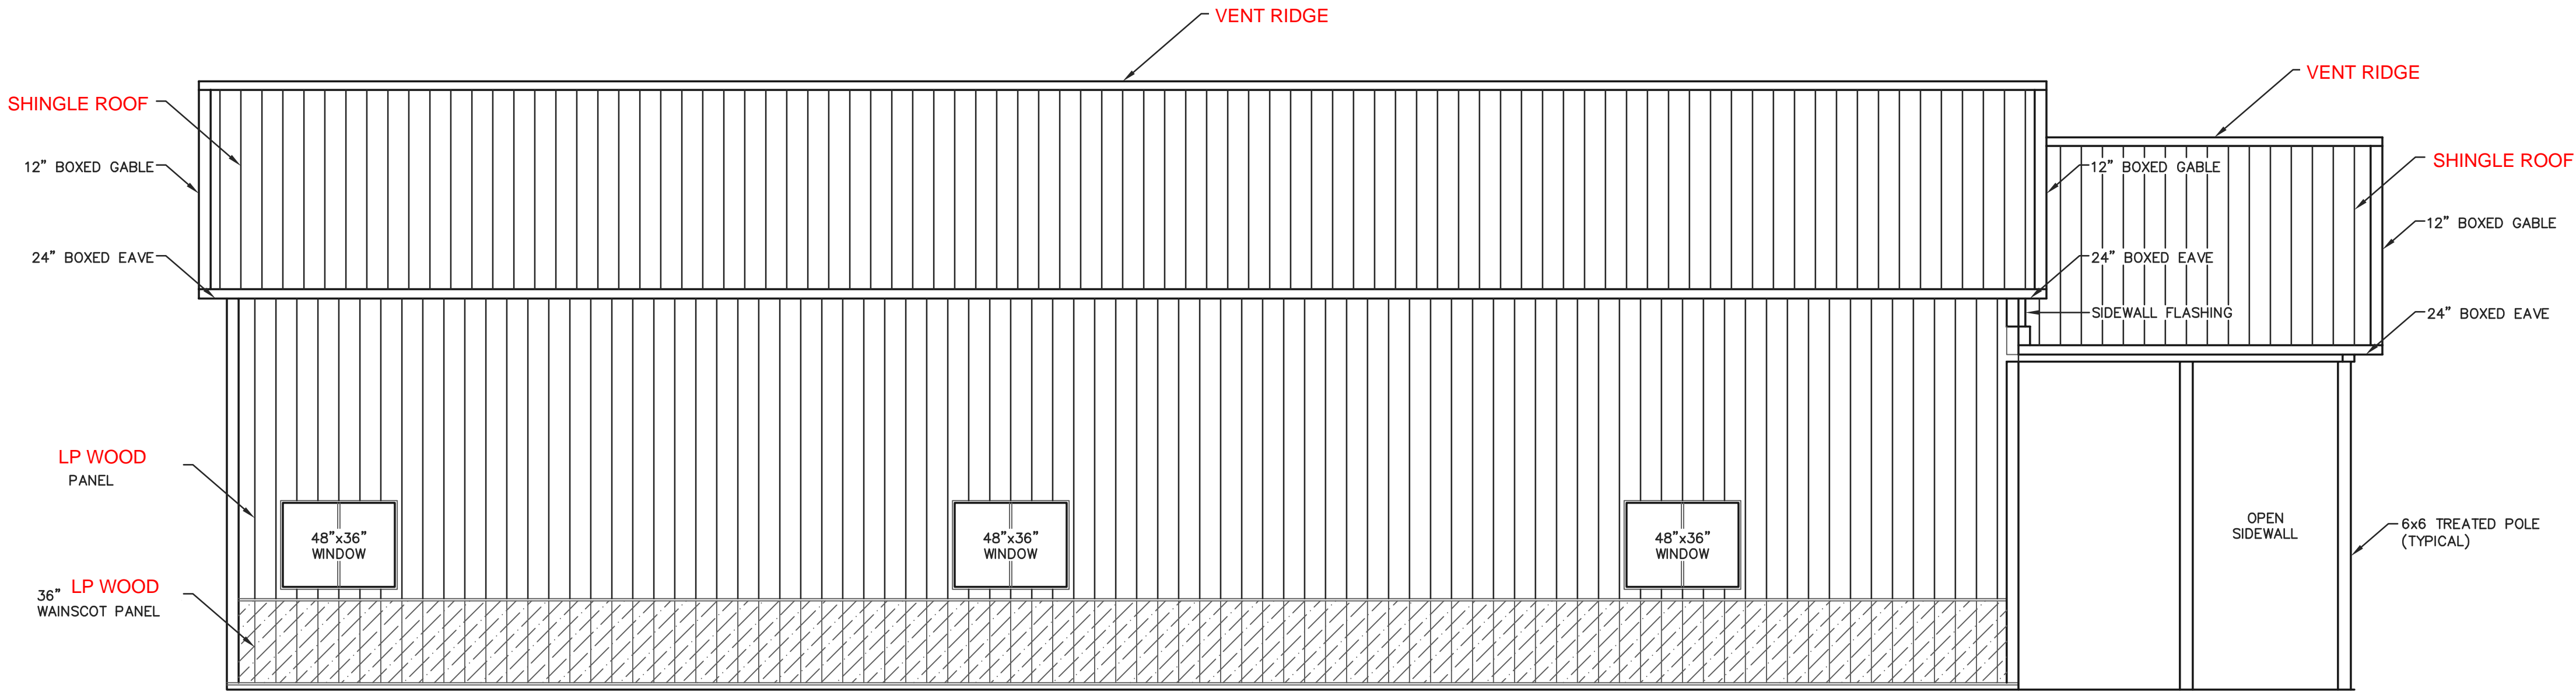 VENT RIDGE
VENT RIDGE
SHINGLE ROOF
12” BOXED GABLE
12” BOXED GABLE
SHINGLE ROOF
12” BOXED GABLE
24” BOXED EAVE
24” BOXED EAVE
SIDEWALL FLASHING
24” BOXED EAVE
LP WOOD
PANEL
48”x36”
WINDOW
48”x36”
WINDOW
48”x36”
WINDOW
OPEN
SIDEWALL
6x6 TREATED POLE
(TYPICAL)
36” LP WOOD
WAINSCOT PANEL